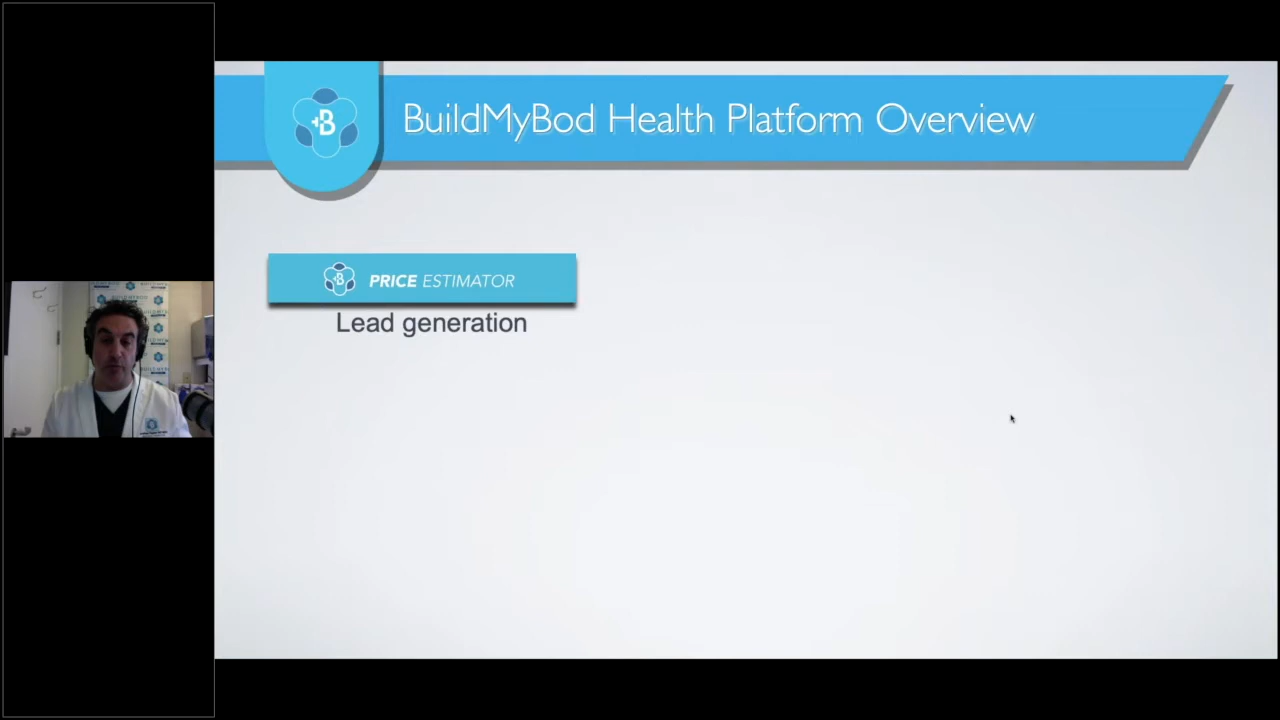 BuildMyBod Health Platform Overview
B
PRICE ESTIMATOR
Lead generation